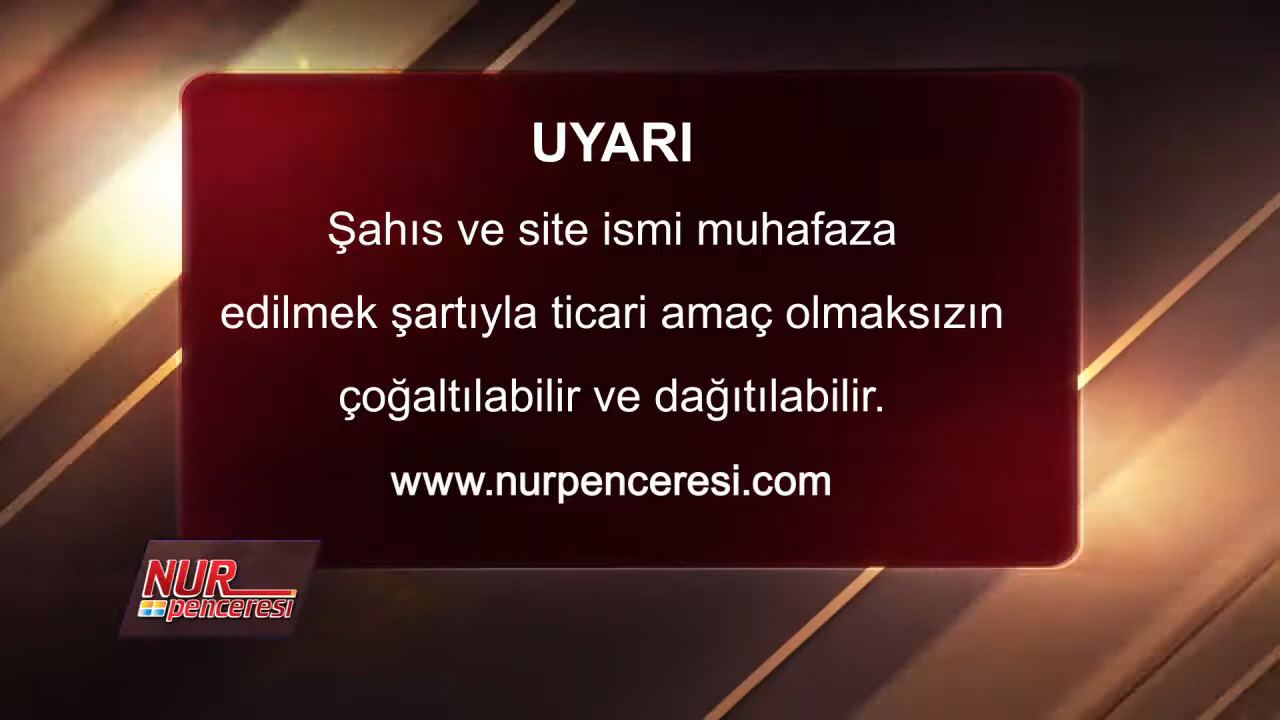 UYARI
Şahıs ve site ismi muhafaza
edilmek şartıyla ticari amaç olmaksızın
çoğaltılabilir ve dağıtılabilir.
www.nurpenceresi.com
NUR
penceresi